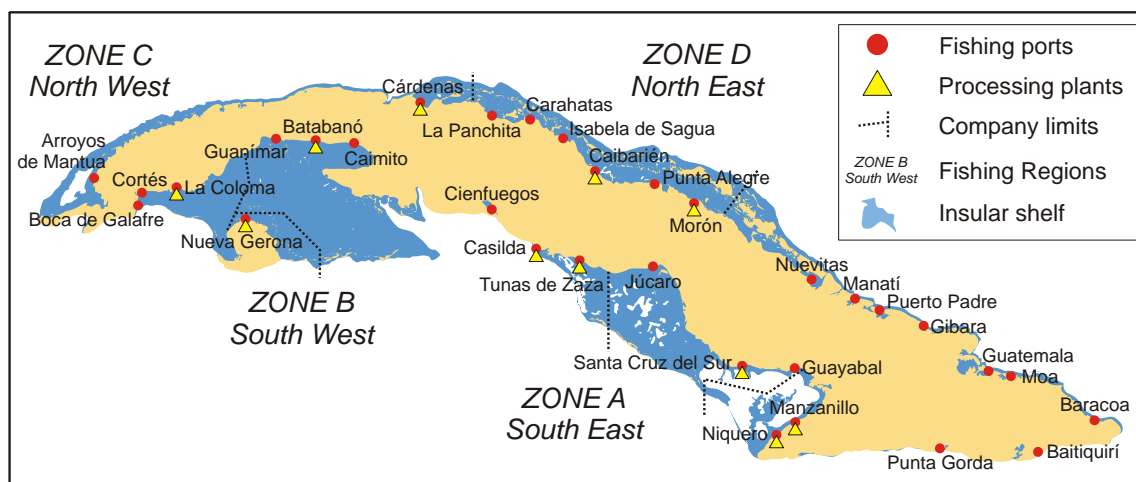 ZONE C
North West
ZONE D
North East
Fishing ports
Processing plants
Company limits
ZONE B
South West
Fishing Regions
Insular shelf
Cárdenas
La Panchita
Carahatas
Isabela de Sagua
Batabanó
Guanímar
Caimito
Arroyos
de Mantua
Cortés
La Coloma
Boca de Galafre
Nueva Gerona
Caibarién
Punta Alegre
Morón
Cienfuegos
Casilda
Tunas de Zaza
Júcaro
ZONE B
South West
Nuevitas
Manatí
Puerto Padre
Gibara
Santa Cruz del Sur
Guayabal
Guatemala
Moa
ZONE A
South East
Manzanillo
Niquero
Baracoa
Punta Gorda
Baitiquirí